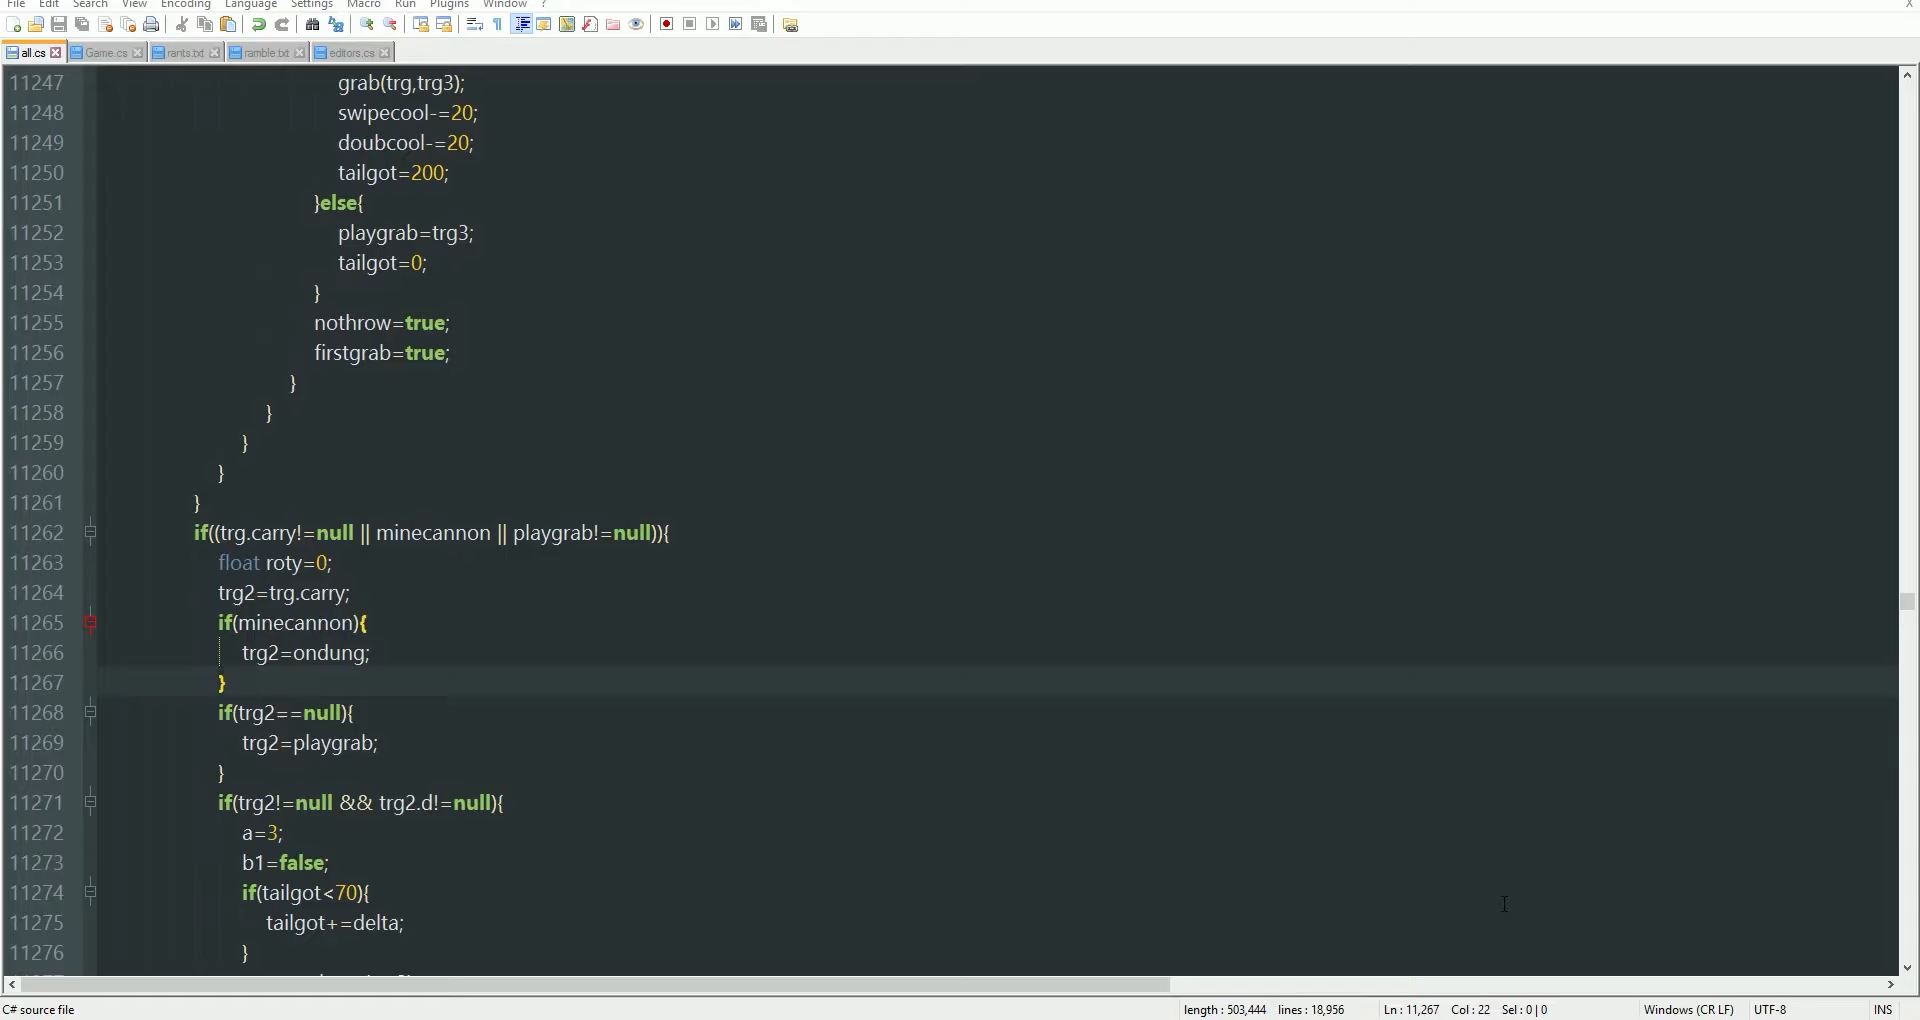 File Edit Search View Encoding Language Settings Macro Run Plugins Window ? X
all.cs Game.cs rants.txt ramble.txt editors.cs
11247 grab(trg,trg3);
11248 swipecool-=20;
11249 doubcool-=20;
11250 tailgot=200;
11251 }else{
11252 playgrab=trg3;
11253 tailgot=0;
11254 }
11255 nothrow=true;
11256 firstgrab=true;
11257 }
11258 }
11259 }
11260 }
11261 }
11262 if((trg.carry!=null || minecannon || playgrab!=null)){
11263 float roty=0;
11264 trg2=trg.carry;
11265 if(minecannon){
11266 trg2=ondung;
11267 }
11268 if(trg2==null){
11269 trg2=playgrab;
11270 }
11271 if(trg2!=null && trg2.d!=null){
11272 a=3;
11273 b1=false;
11274 if(tailgot<70){
11275 tailgot+=delta;
11276 }
C# source file length : 503,444 lines : 18,956 Ln : 11,267 Col : 22 Sel : 0 | 0 Windows (CR LF) UTF-8 INS